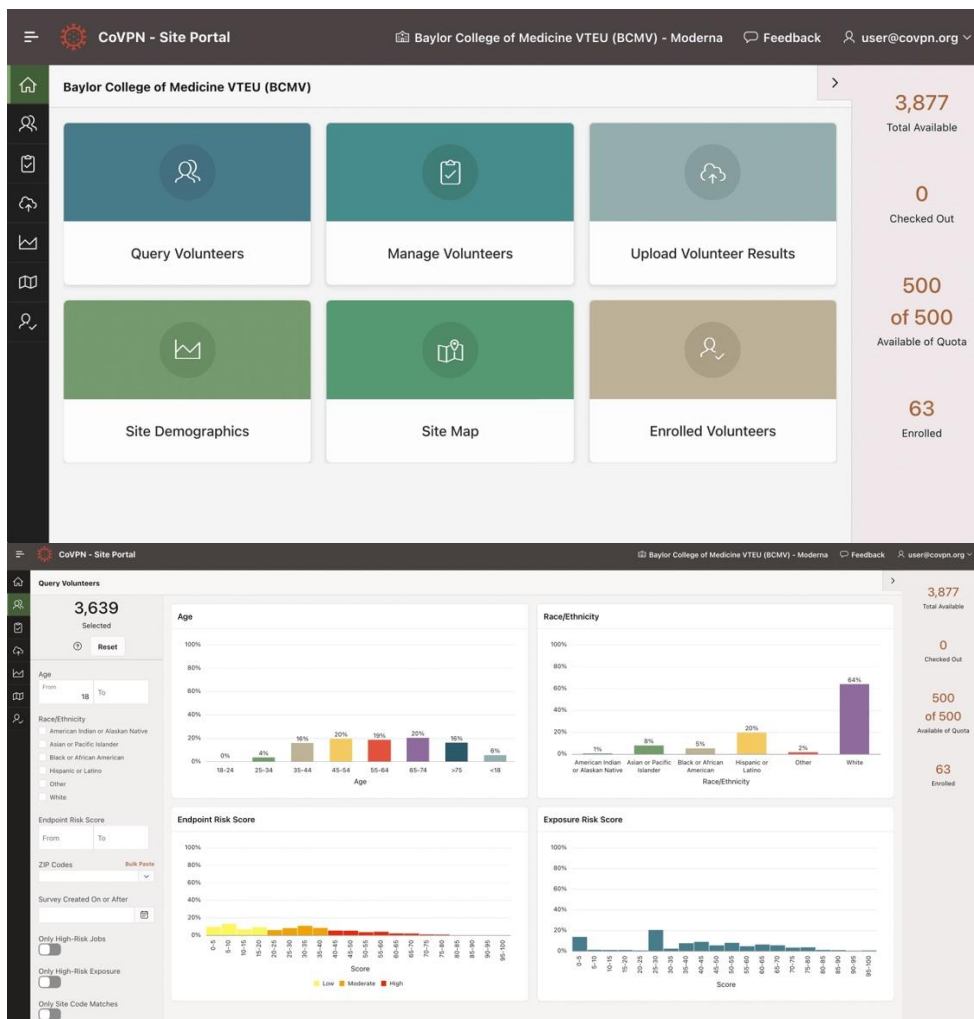 CoVPN - Site Portal
Baylor College of Medicine VTEU (BCMV) - Moderna
Feedback
user@covpn.org
Baylor College of Medicine VTEU (BCMV)
Query Volunteers
Manage Volunteers
Upload Volunteer Results
Site Demographics
Site Map
Enrolled Volunteers
3,877
Total Available
0
Checked Out
500
of 500
Available of Quota
63
Enrolled
CoVPN - Site Portal
Baylor College of Medicine VTEU (BCMV) - Moderna
Feedback
user@covpn.org
Query Volunteers
3,639
Selected
Reset
Age
From
18
To
Race/Ethnicity
American Indian or Alaskan Native
Asian or Pacific Islander
Black or African American
Hispanic or Latino
Other
White
Endpoint Risk Score
From
To
ZIP Codes
Bulk Paste
Survey Created On or After
Only High-Risk Jobs
Only High-Risk Exposure
Only Site Code Matches
Age
100%
80%
60%
40%
20%
0%
0%
4%
16%
20%
19%
20%
16%
6%
18-24
25-34
35-44
45-54
55-64
65-74
>75
<18
Age
Race/Ethnicity
100%
80%
60%
40%
20%
0%
1%
8%
5%
20%
2%
64%
American Indian
or Alaskan Native
Asian or Pacific
Islander
Black or African
American
Hispanic or
Latino
Other
White
Race/Ethnicity
Endpoint Risk Score
100%
80%
60%
40%
20%
0%
0-5
5-10
10-15
15-20
20-25
25-30
30-35
35-40
40-45
45-50
50-55
55-60
60-65
65-70
70-75
75-80
80-85
85-90
90-95
95-100
Score
Low
Moderate
High
Exposure Risk Score
100%
80%
60%
40%
20%
0%
0-5
5-10
10-15
15-20
20-25
25-30
30-35
35-40
40-45
45-50
50-55
55-60
60-65
65-70
70-75
75-80
80-85
85-90
90-95
95-100
Score
3,877
Total Available
0
Checked Out
500
of 500
Available of Quota
63
Enrolled